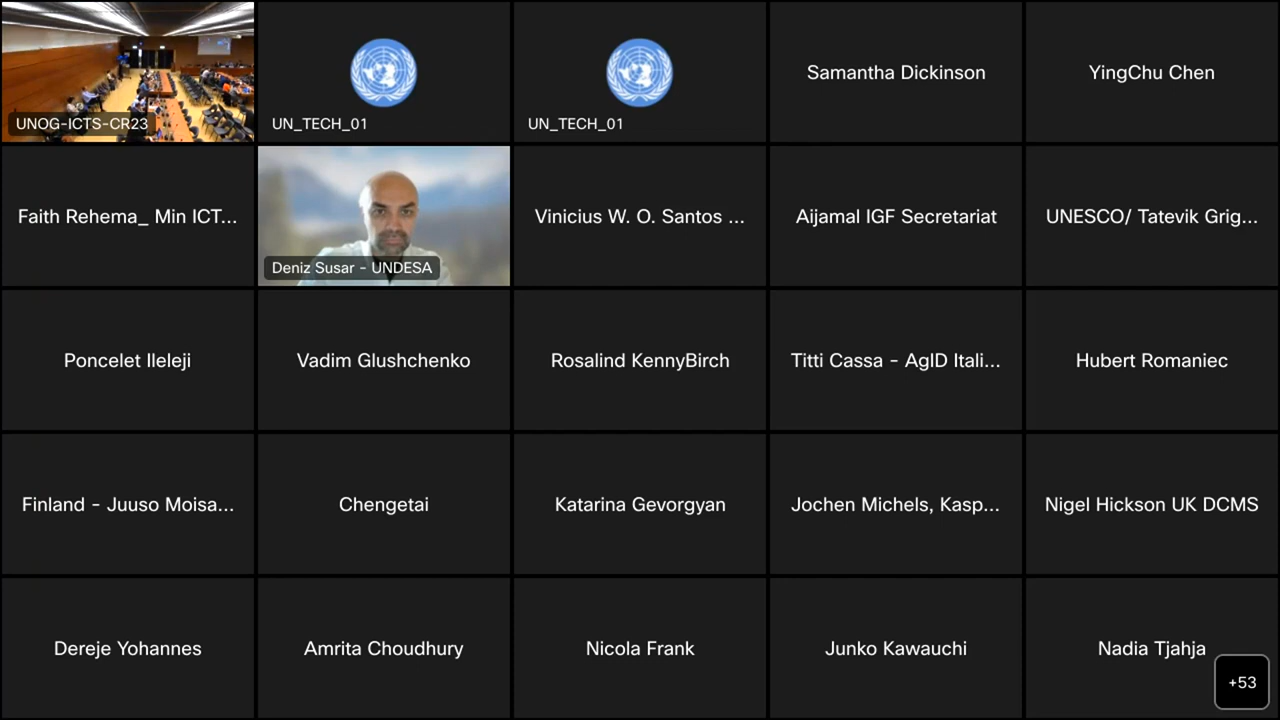 UNOG-ICTS-CR23
UN_TECH_01
UN_TECH_01
Samantha Dickinson
YingChu Chen
Faith Rehema_ Min ICT...
Deniz Susar - UNDESA
Vinicius W. O. Santos ...
Aijamal IGF Secretariat
UNESCO/ Tatevik Grig...
Poncelet Ileleji
Vadim Glushchenko
Rosalind KennyBirch
Titti Cassa - AgID Itali...
Hubert Romaniec
Finland - Juuso Moisa...
Chengetai
Katarina Gevorgyan
Jochen Michels, Kasp...
Nigel Hickson UK DCMS
Dereje Yohannes
Amrita Choudhury
Nicola Frank
Junko Kawauchi
Nadia Tjahja
+53